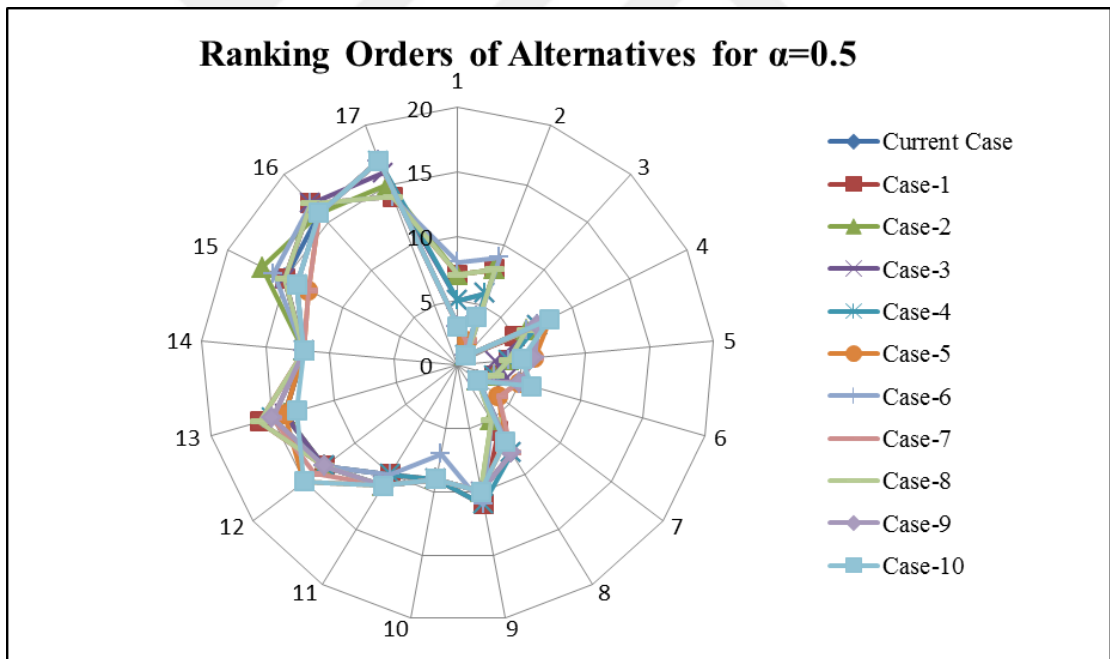 Ranking Orders of Alternatives for α=0.5
1
2
3
4
5
6
7
8
9
10
11
12
13
14
15
16
17
20
15
10
5
0
Current Case
Case-1
Case-2
Case-3
Case-4
Case-5
Case-6
Case-7
Case-8
Case-9
Case-10